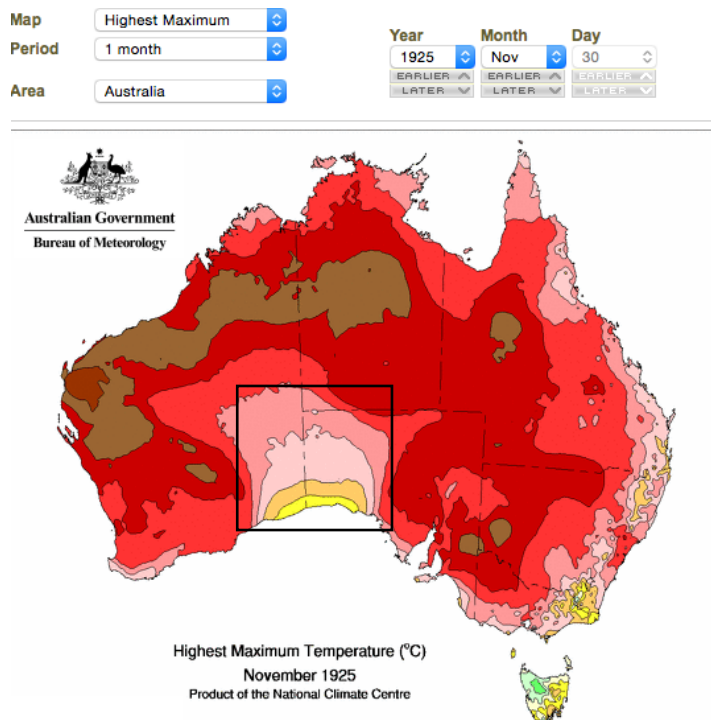 Map
Highest Maximum
Period
1 month
Area
Australia
Year
Month
Day
1925
Nov
30
EARLIER
EARLIER
EARLIER
LATER
LATER
LATER
Australian Government
Bureau of Meteorology
Highest Maximum Temperature (°C)
November 1925
Product of the National Climate Centre